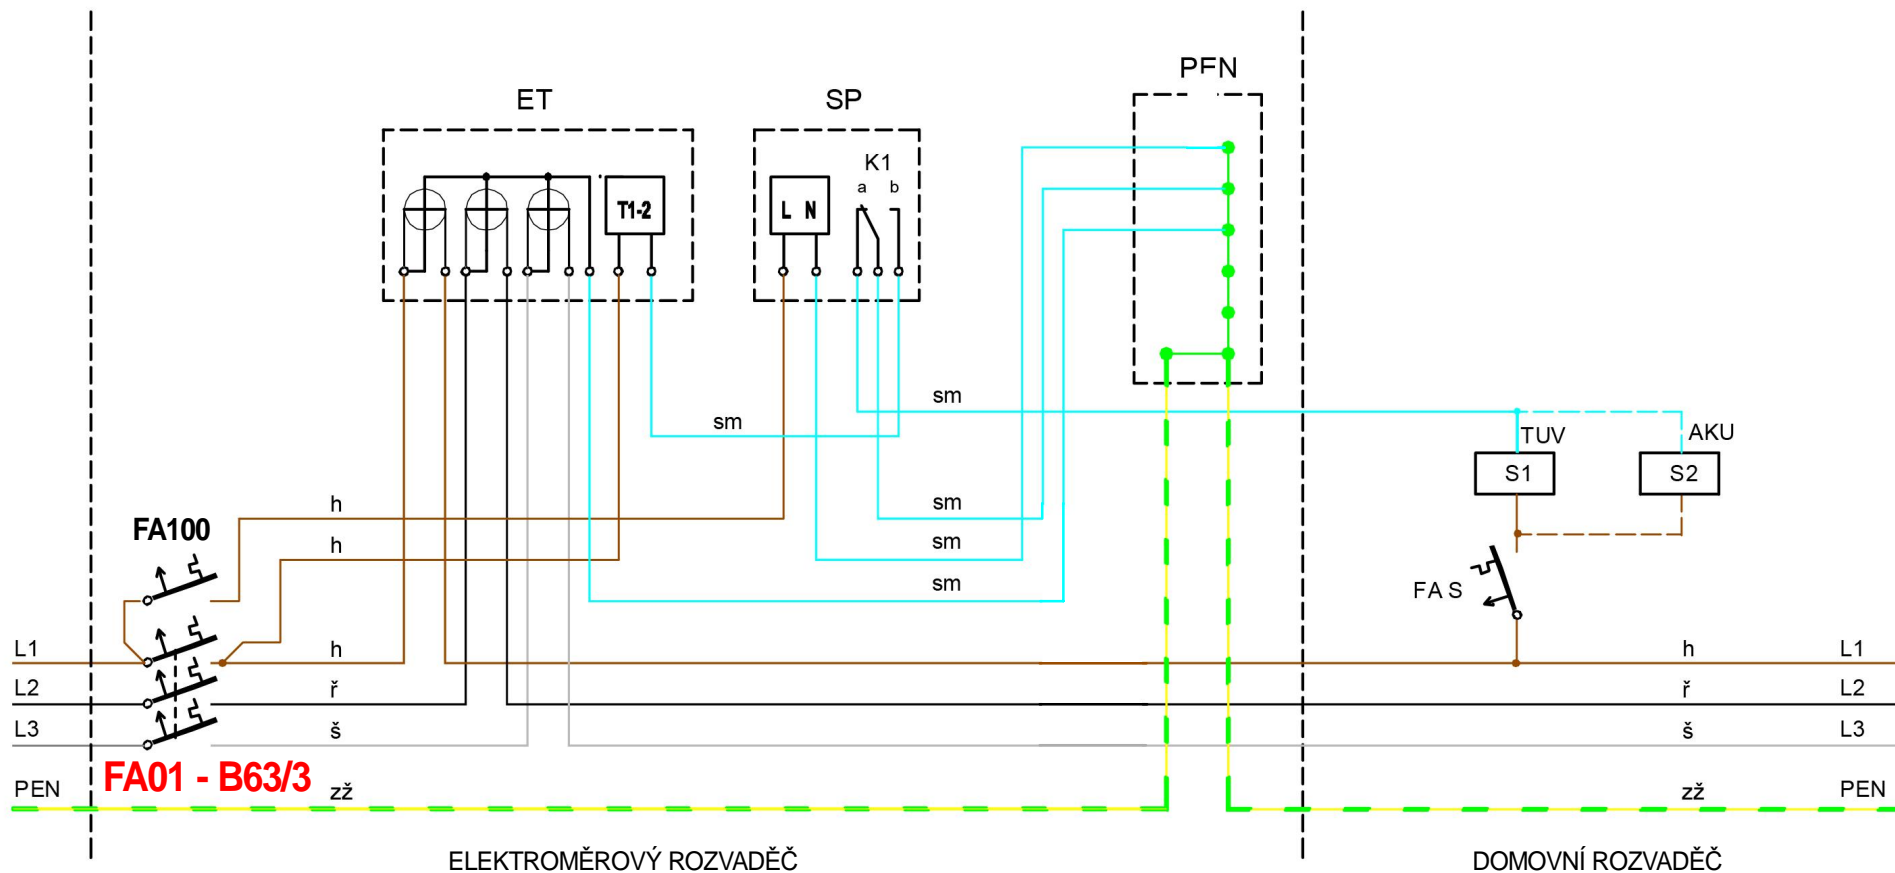 PEN
ET
SP
K1
a b
T1-2
L N
sm
sm
TUV
AKU
S1
S2
h
sm
FA100
h
sm
sm
FA S
L1
h
h
L1
L2
ř
ř
L2
L3
š
š
L3
FA01 - B63/3
PEN
zž
zž
PEN
ELEKTROMĚROVÝ ROZVADĚČ
DOMOVNÍ ROZVADĚČ